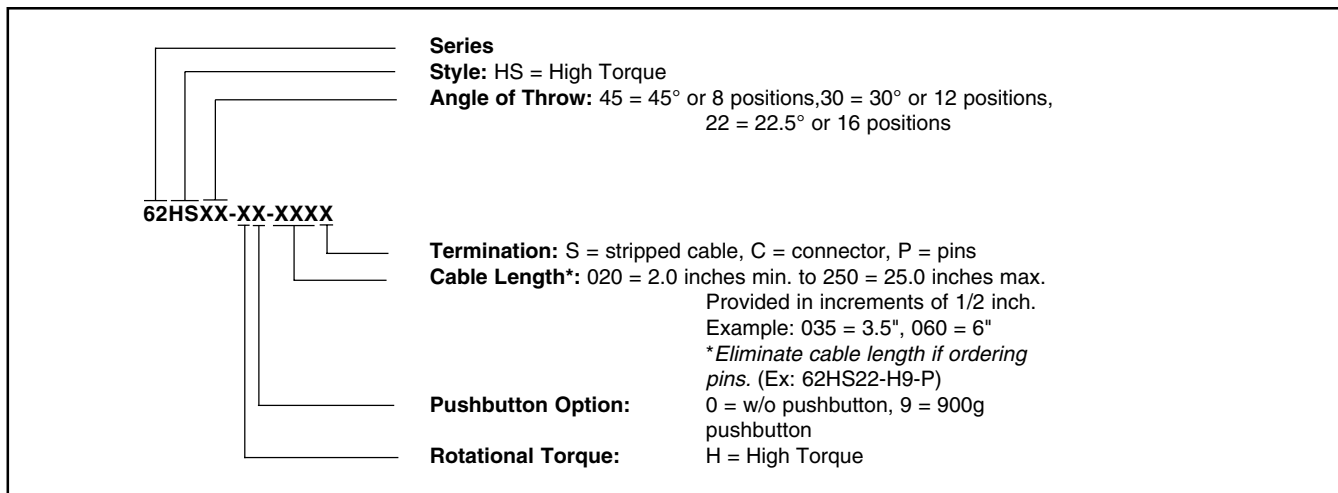 Series
Style: HS = High Torque
Angle of Throw: 45 = 45° or 8 positions,30 = 30° or 12 positions,
22 = 22.5° or 16 positions
62HSXX-XX-XXXX
Termination: S = stripped cable, C = connector, P = pins
Cable Length*: 020 = 2.0 inches min. to 250 = 25.0 inches max.
Provided in increments of 1/2 inch.
Example: 035 = 3.5", 060 = 6"
*Eliminate cable length if ordering
pins. (Ex: 62HS22-H9-P)
Pushbutton Option: 0 = w/o pushbutton, 9 = 900g
pushbutton
Rotational Torque: H = High Torque